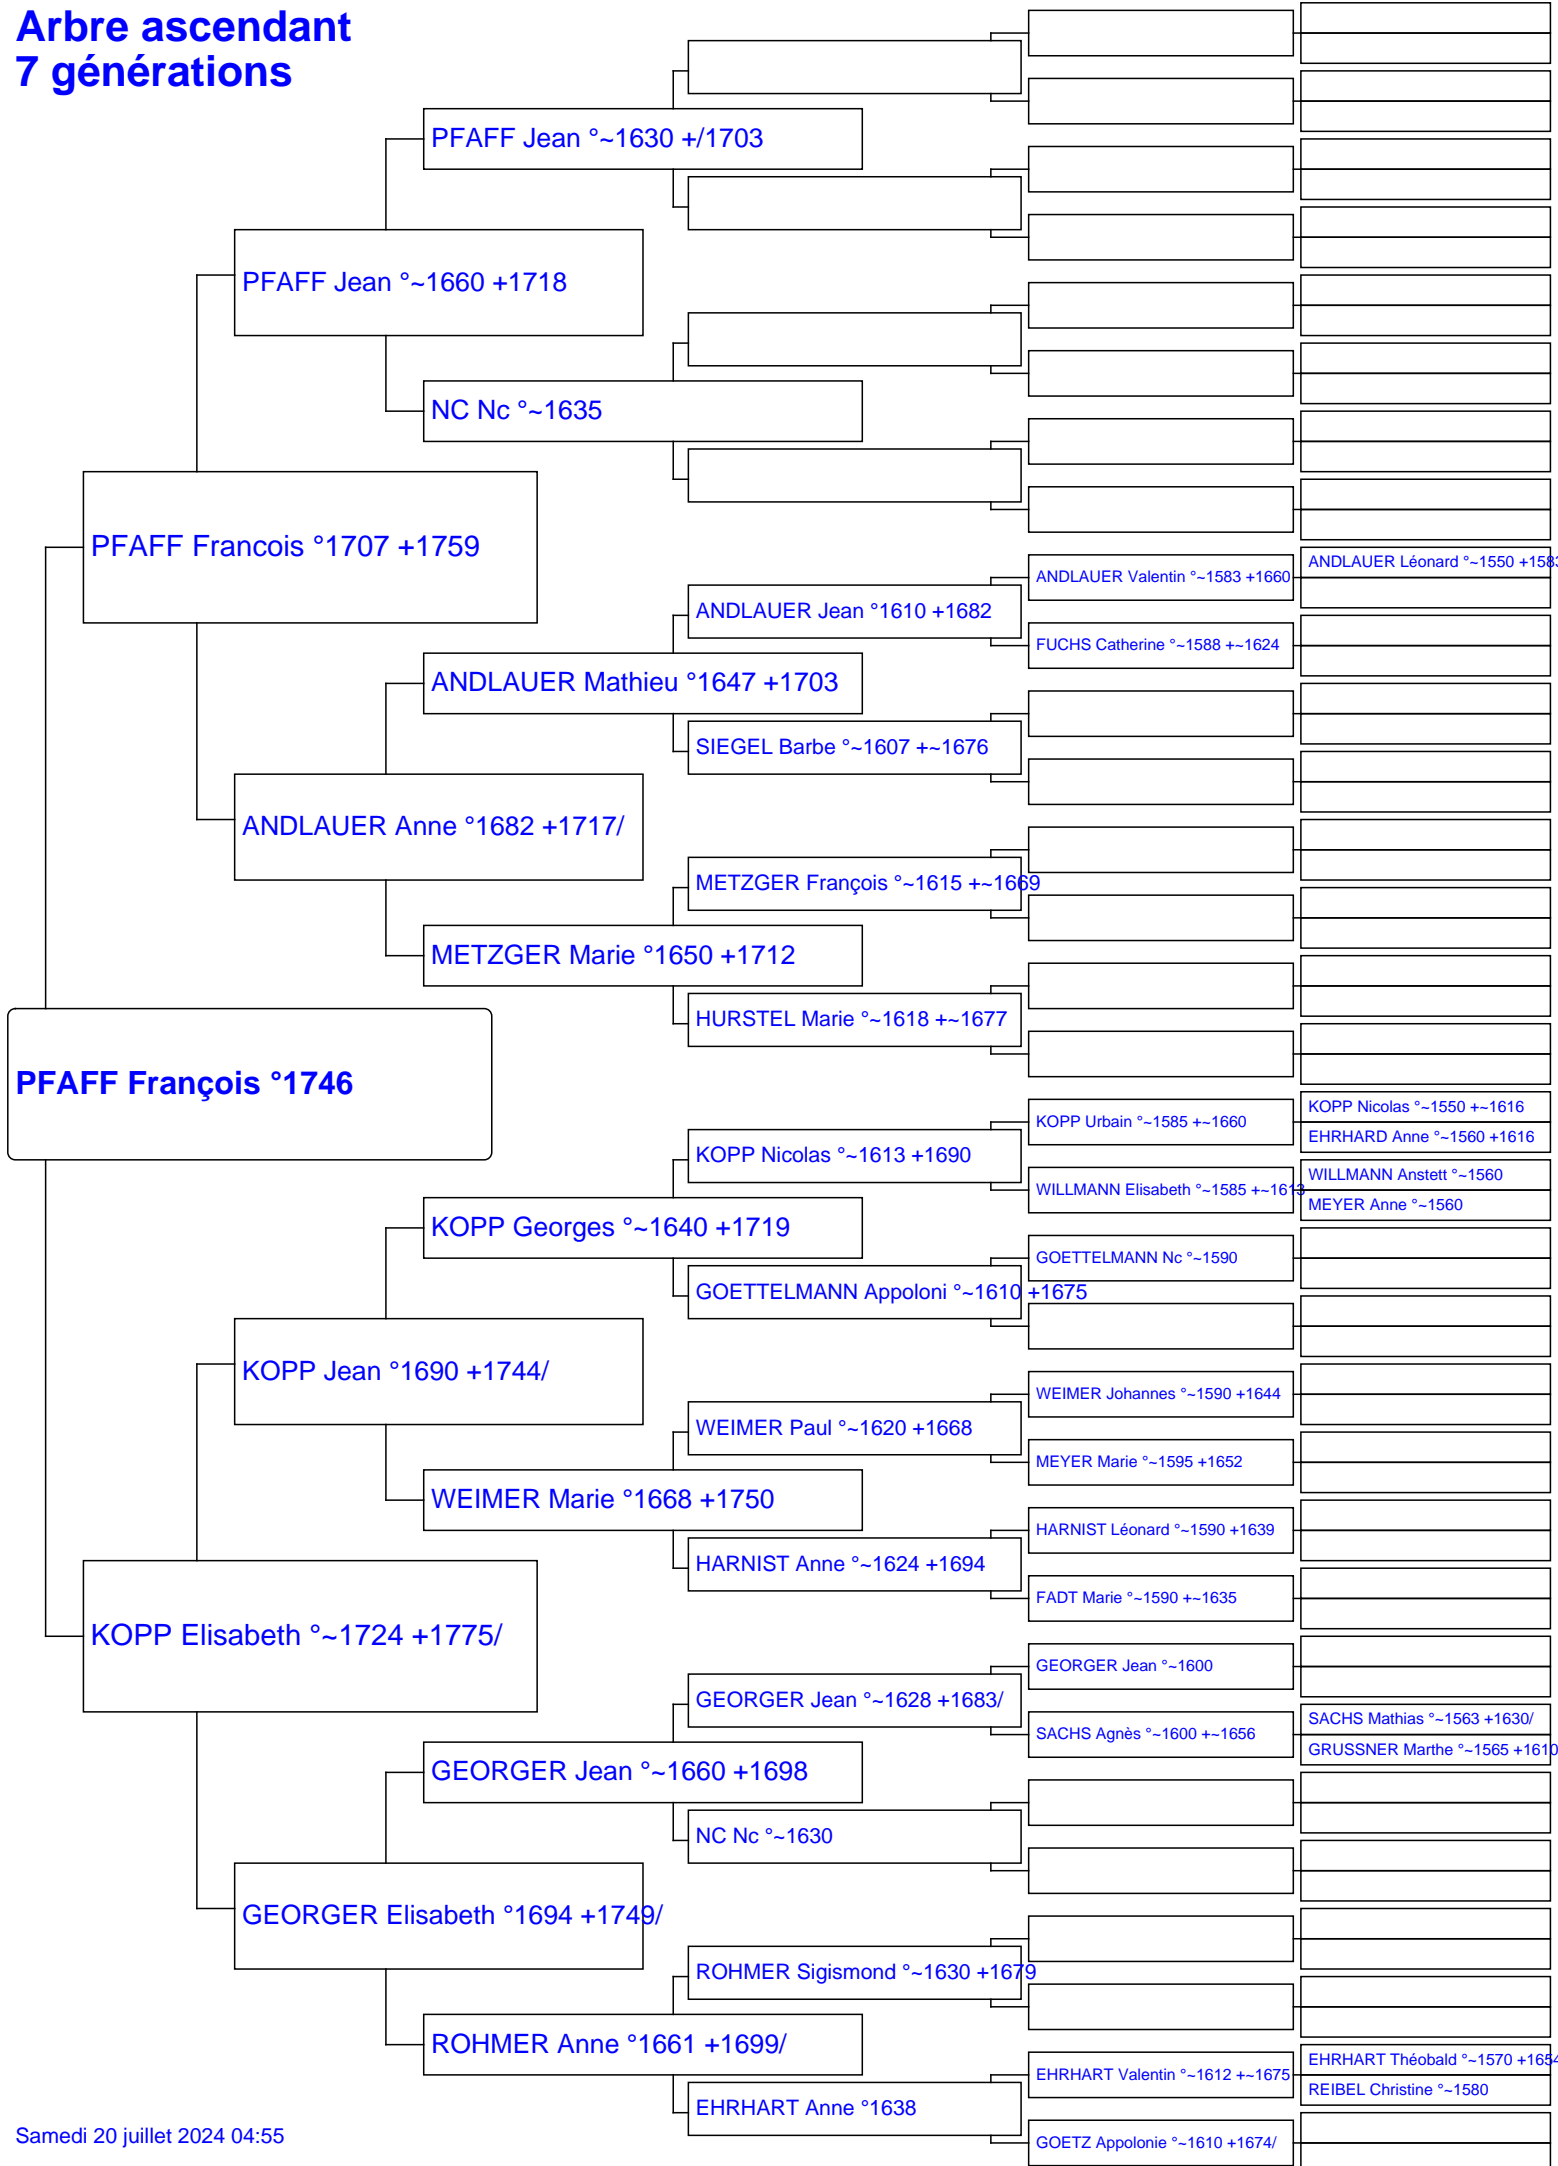 Arbre ascendant
7 générations
PFAFF Jean °~1630 +/1703
PFAFF Jean °~1660 +1718
NC Nc °~1635
PFAFF Francois °1707 +1759
ANDLAUER Léonard °~1550 +1583
ANDLAUER Valentin °~1583 +1660
ANDLAUER Jean °1610 +1682
FUCHS Catherine °~1588 +~1624
ANDLAUER Mathieu °1647 +1703
SIEGEL Barbe °~1607 +~1676
ANDLAUER Anne °1682 +1717/
METZGER François °~1615 +~1669
METZGER Marie °1650 +1712
HURSTEL Marie °~1618 +~1677
PFAFF François °1746
KOPP Nicolas °~1550 +~1616
KOPP Urbain °~1585 +~1660
EHRHARD Anne °~1560 +1616
KOPP Nicolas °~1613 +1690
WILLMANN Anstett °~1560
WILLMANN Elisabeth °~1585 +~1613
MEYER Anne °~1560
KOPP Georges °~1640 +1719
GOETTELMANN Nc °~1590
GOETTELMANN Appoloni °~1610 +1675
KOPP Jean °1690 +1744/
WEIMER Johannes °~1590 +1644
WEIMER Paul °~1620 +1668
MEYER Marie °~1595 +1652
WEIMER Marie °1668 +1750
HARNIST Léonard °~1590 +1639
HARNIST Anne °~1624 +1694
FADT Marie °~1590 +~1635
KOPP Elisabeth °~1724 +1775/
GEORGER Jean °~1600
GEORGER Jean °~1628 +1683/
SACHS Mathias °~1563 +1630/
SACHS Agnès °~1600 +~1656
GRUSSNER Marthe °~1565 +1610
GEORGER Jean °~1660 +1698
NC Nc °~1630
GEORGER Elisabeth °1694 +1749/
ROHMER Sigismond °~1630 +1679
ROHMER Anne °1661 +1699/
EHRHART Théobald °~1570 +1654
EHRHART Valentin °~1612 +~1675
REIBEL Christine °~1580
EHRHART Anne °1638
GOETZ Appolonie °~1610 +1674/
Samedi 20 juillet 2024 04:55